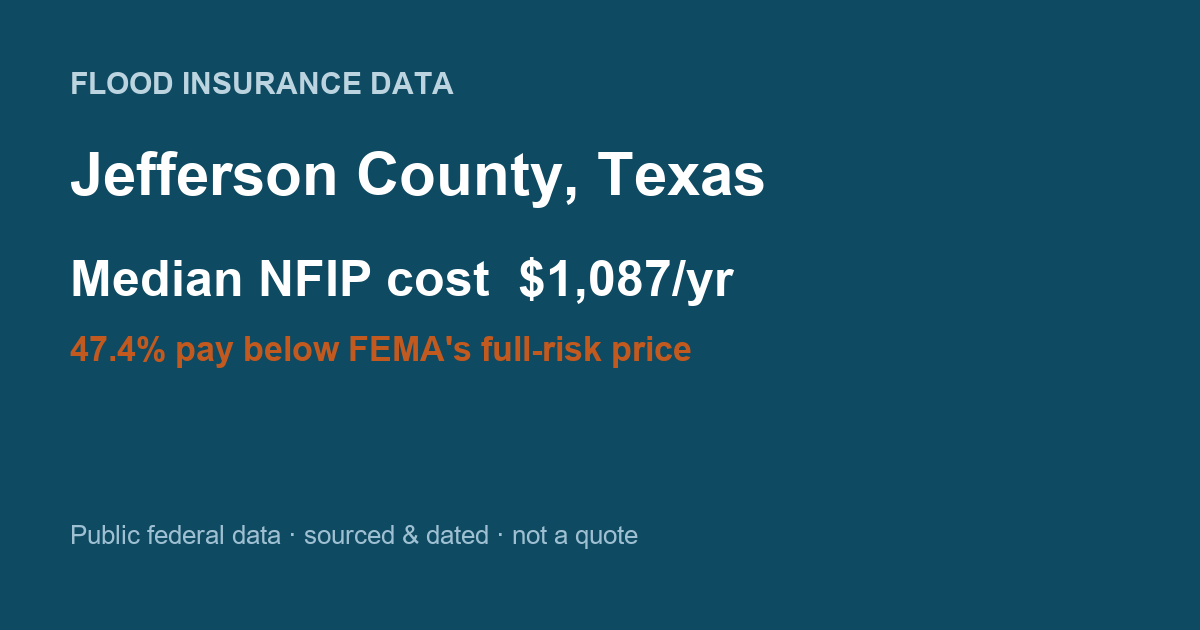 FLOOD INSURANCE DATA
Jefferson County, Texas
Median NFIP cost  $1,087/yr
47.4% pay below FEMA's full-risk price
Public federal data · sourced & dated · not a quote